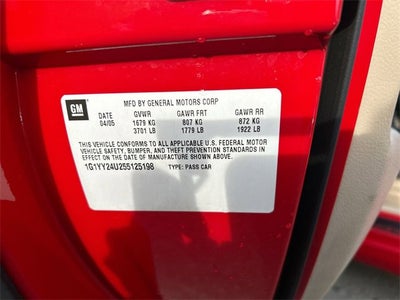 GM
MFD BY GENERAL MOTORS CORP
DATE GVWR GAWR FRT GAWR RR
04/05 1679 KG 807 KG 872 KG
3701 LB 1779 LB 1922 LB
THIS VEHICLE CONFORMS TO ALL APPLICABLE U.S. FEDERAL MOTOR
VEHICLE SAFETY, BUMPER, AND THEFT PREVENTION STANDARDS IN
EFFECT ON THE DATE OF MANUFACTURE SHOWN ABOVE.
1G1YY24U255125198 TYPE: PASS CAR